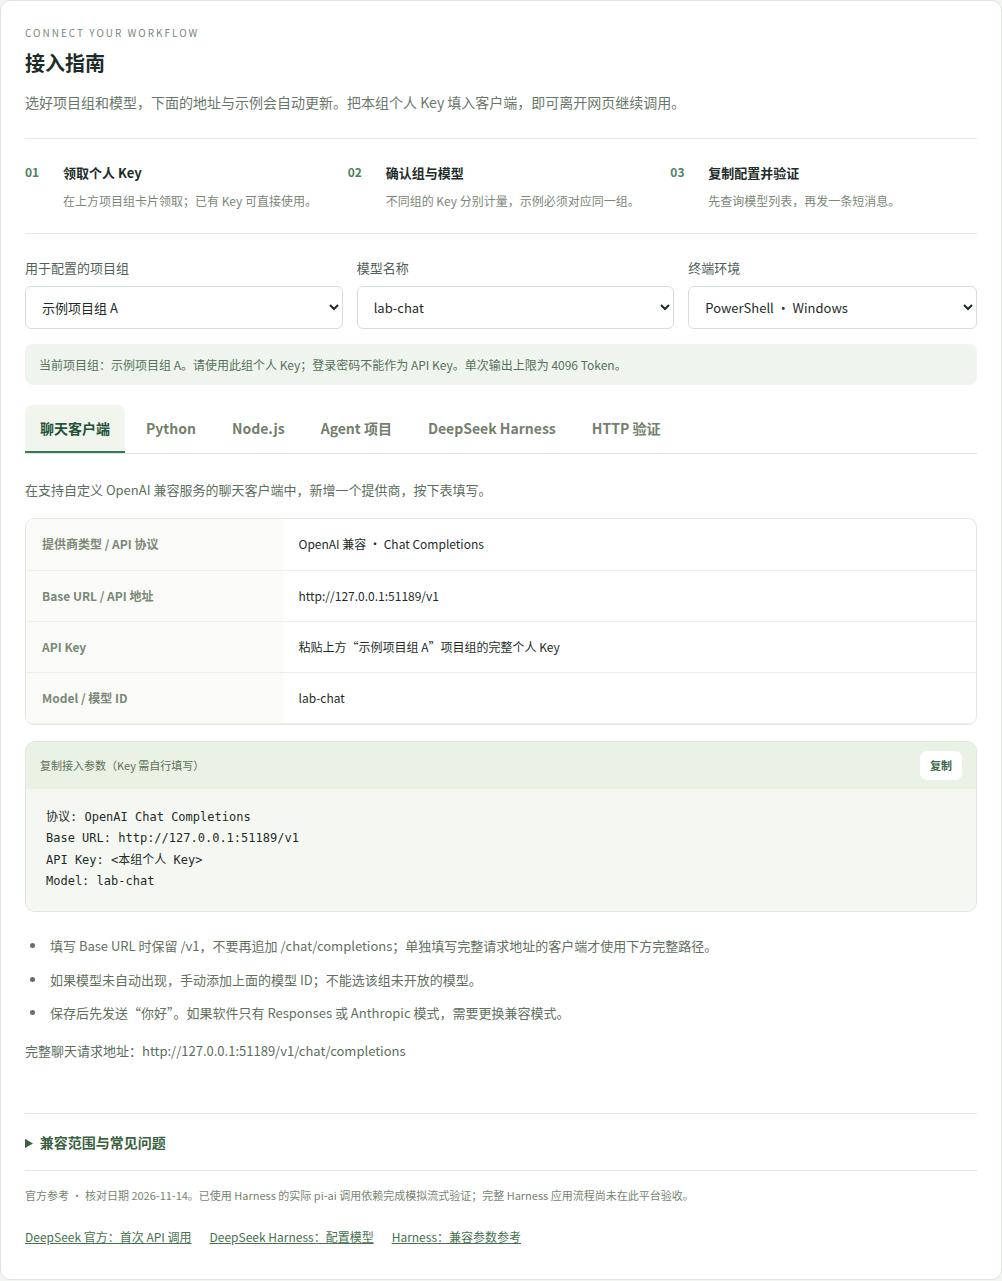 CONNECT YOUR WORKFLOW
接入指南
选好项目组和模型，下面的地址与示例会自动更新。把本组个人 Key 填入客户端，即可离开网页继续调用。
01 领取个人 Key
在上方项目组卡片领取；已有 Key 可直接使用。
02 确认组与模型
不同组的 Key 分别计量，示例必须对应同一组。
03 复制配置并验证
先查询模型列表，再发一条短消息。
用于配置的项目组
示例项目组 A
模型名称
lab-chat
终端环境
PowerShell · Windows
当前项目组：示例项目组 A。请使用此组个人 Key；登录密码不能作为 API Key。单次输出上限为 4096 Token。
聊天客户端 Python Node.js Agent 项目 DeepSeek Harness HTTP 验证
在支持自定义 OpenAI 兼容服务的聊天客户端中，新增一个提供商，按下表填写。
提供商类型 / API 协议 OpenAI 兼容 · Chat Completions
Base URL / API 地址 http://127.0.0.1:51189/v1
API Key 粘贴上方“示例项目组 A”项目组的完整个人 Key
Model / 模型 ID lab-chat
复制接入参数（Key 需自行填写） 复制
协议: OpenAI Chat Completions
Base URL: http://127.0.0.1:51189/v1
API Key: <本组个人 Key>
Model: lab-chat
填写 Base URL 时保留 /v1，不要再追加 /chat/completions；单独填写完整请求地址的客户端才使用下方完整路径。
如果模型未自动出现，手动添加上面的模型 ID；不能选该组未开放的模型。
保存后先发送“你好”。如果软件只有 Responses 或 Anthropic 模式，需要更换兼容模式。
完整聊天请求地址：http://127.0.0.1:51189/v1/chat/completions
兼容范围与常见问题
官方参考 · 核对日期 2026-11-14。已使用 Harness 的实际 pi-ai 调用依赖完成模拟流式验证；完整 Harness 应用流程尚未在此平台验收。
DeepSeek 官方：首次 API 调用 DeepSeek Harness：配置模型 Harness：兼容参数参考